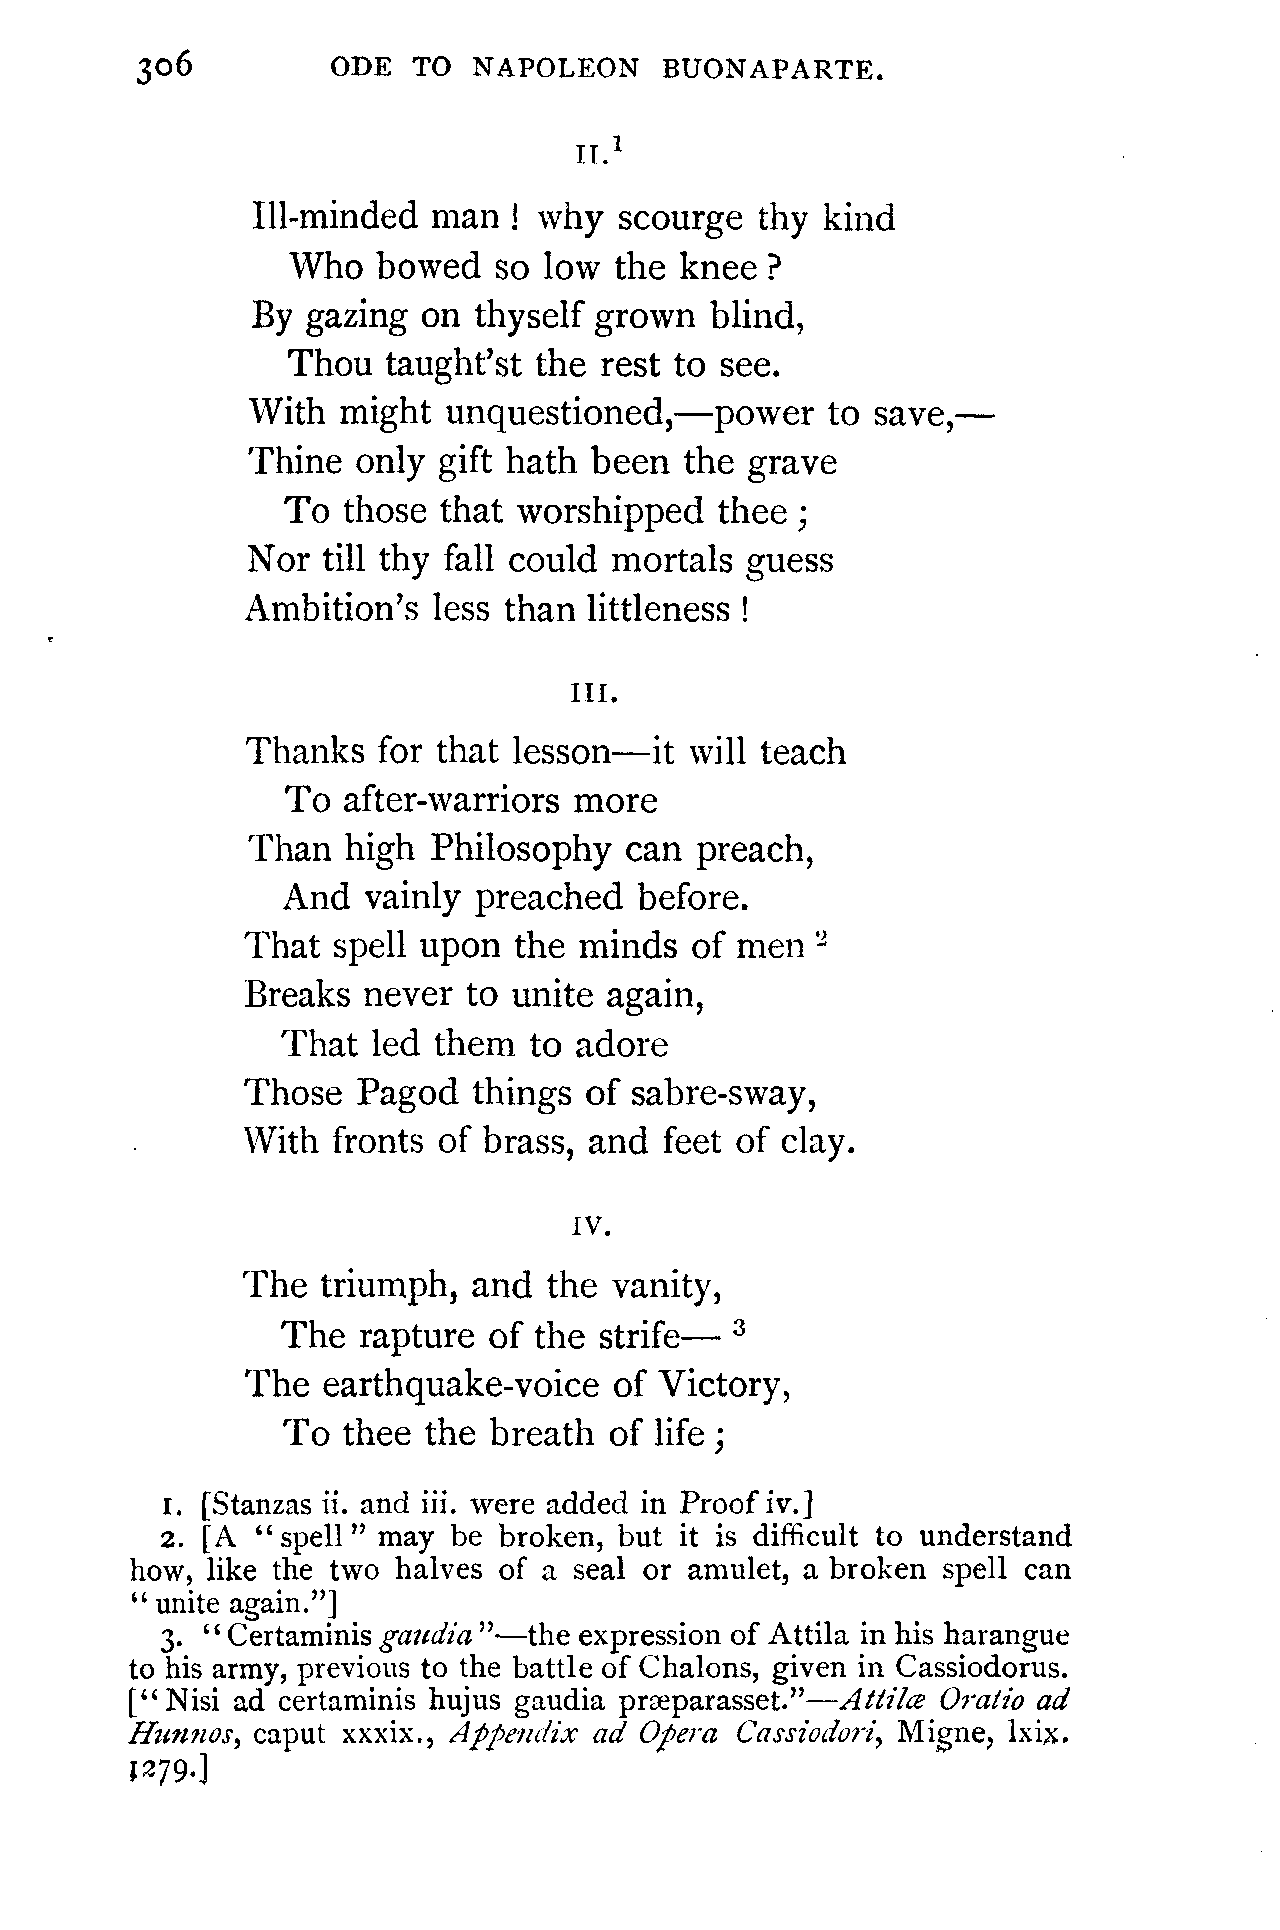 306 ODE TO NAPOLEON BUONAPARTE.
II.¹
Ill-minded man ! why scourge thy kind
Who bowed so low the knee ?
By gazing on thyself grown blind,
Thou taught'st the rest to see.
With might unquestioned,—power to save,—
Thine only gift hath been the grave
To those that worshipped thee ;
Nor till thy fall could mortals guess
Ambition's less than littleness !
III.
Thanks for that lesson—it will teach
To after-warriors more
Than high Philosophy can preach,
And vainly preached before.
That spell upon the minds of men ²
Breaks never to unite again,
That led them to adore
Those Pagod things of sabre-sway,
With fronts of brass, and feet of clay.
IV.
The triumph, and the vanity,
The rapture of the strife— ³
The earthquake-voice of Victory,
To thee the breath of life ;
1. [Stanzas ii. and iii. were added in Proof iv.]
2. [A "spell" may be broken, but it is difficult to understand
how, like the two halves of a seal or amulet, a broken spell can
"unite again."]
3. "Certaminis gaudia"—the expression of Attila in his harangue
to his army, previous to the battle of Chalons, given in Cassiodorus.
["Nisi ad certaminis hujus gaudia præparasset."—Attilæ Oratio ad
Hunnos, caput xxxix., Appendix ad Opera Cassiodori, Migne, lxix.
1279.]